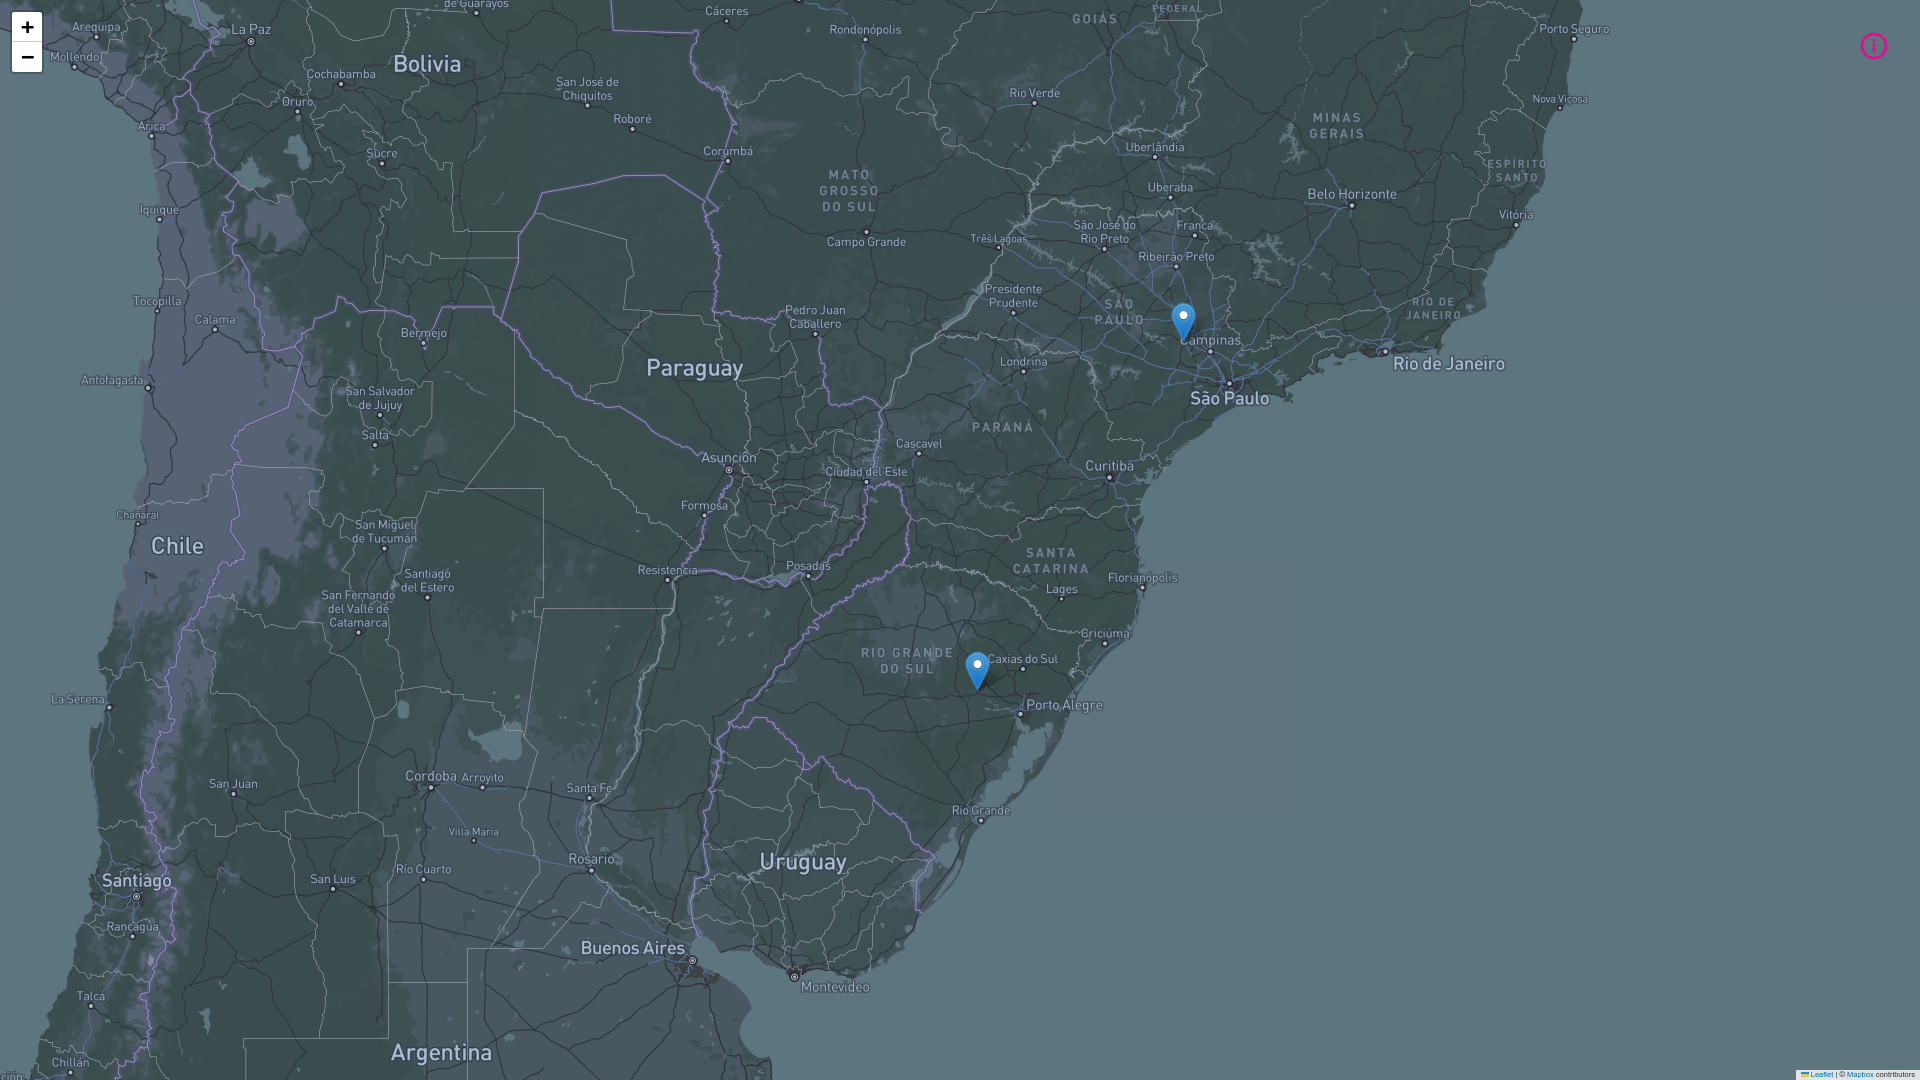 +
−
i
de Guarayos
Cáceres
GOIÁS
FEDERAL
Arequipa
La Paz
Rondonópolis
Porto Seguro
Mollendo
Bolivia
Cochabamba
San José de
Chiquitos
Rio Verde
Nova Viçosa
Oruro
Roboré
MINAS
GERAIS
Arica
Sucre
Corumbá
Uberlândia
ESPÍRITO
SANTO
MATO
GROSSO
DO SUL
Uberaba
Belo Horizonte
Iquique
Vitória
São José do
Rio Preto
Franca
Campo Grande
Três Lagoas
Ribeirão Preto
Presidente
Prudente
Tocopilla
SÃO
PAULO
RIO DE
JANEIRO
Calama
Pedro Juan
Caballero
Bermejo
Campinas
Paraguay
Londrina
Rio de Janeiro
Antofagasta
San Salvador
de Jujuy
São Paulo
PARANÁ
Salta
Cascavel
Asunción
Ciudad del Este
Curitiba
Formosa
Chañaral
San Miguel
de Tucumán
Chile
SANTA
CATARINA
Resistencia
Posadas
Santiago
del Estero
Florianópolis
San Fernando
del Valle de
Catamarca
Lages
Criciúma
RIO GRANDE
DO SUL
Caxias do Sul
La Serena
Porto Alegre
Cordoba
Arroyito
San Juan
Santa Fe
Rio Grande
Villa María
Rosario
Uruguay
Río Cuarto
San Luis
Santiago
Rancagua
Buenos Aires
Montevideo
Talca
Argentina
Chillán
ción
Leaflet | © Mapbox contributors